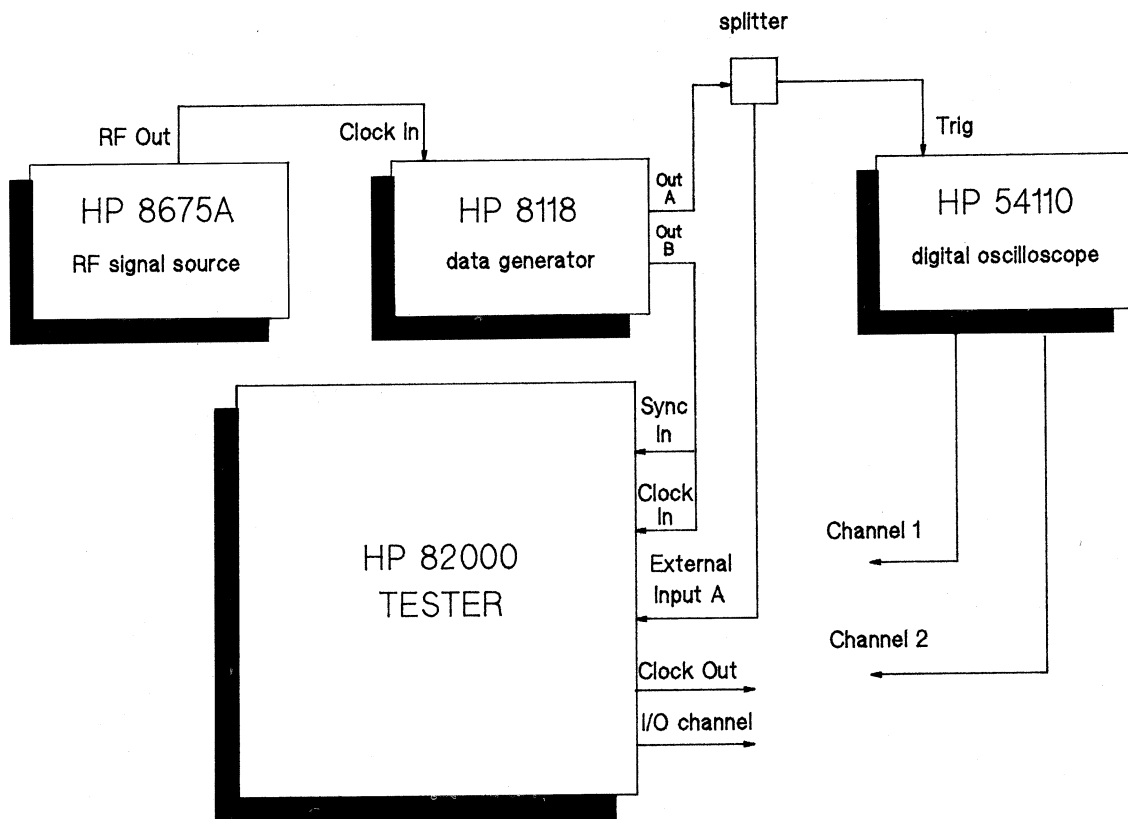 splitter
RF Out
Clock in
Trig
HP 8675A
RF signal source
HP 8118
data generator
Out
A
Out
B
HP 54110
digital oscilloscope
Sync
In
Clock
In
HP 82000
TESTER
External
Input A
Clock Out
I/O channel
Channel 1
Channel 2